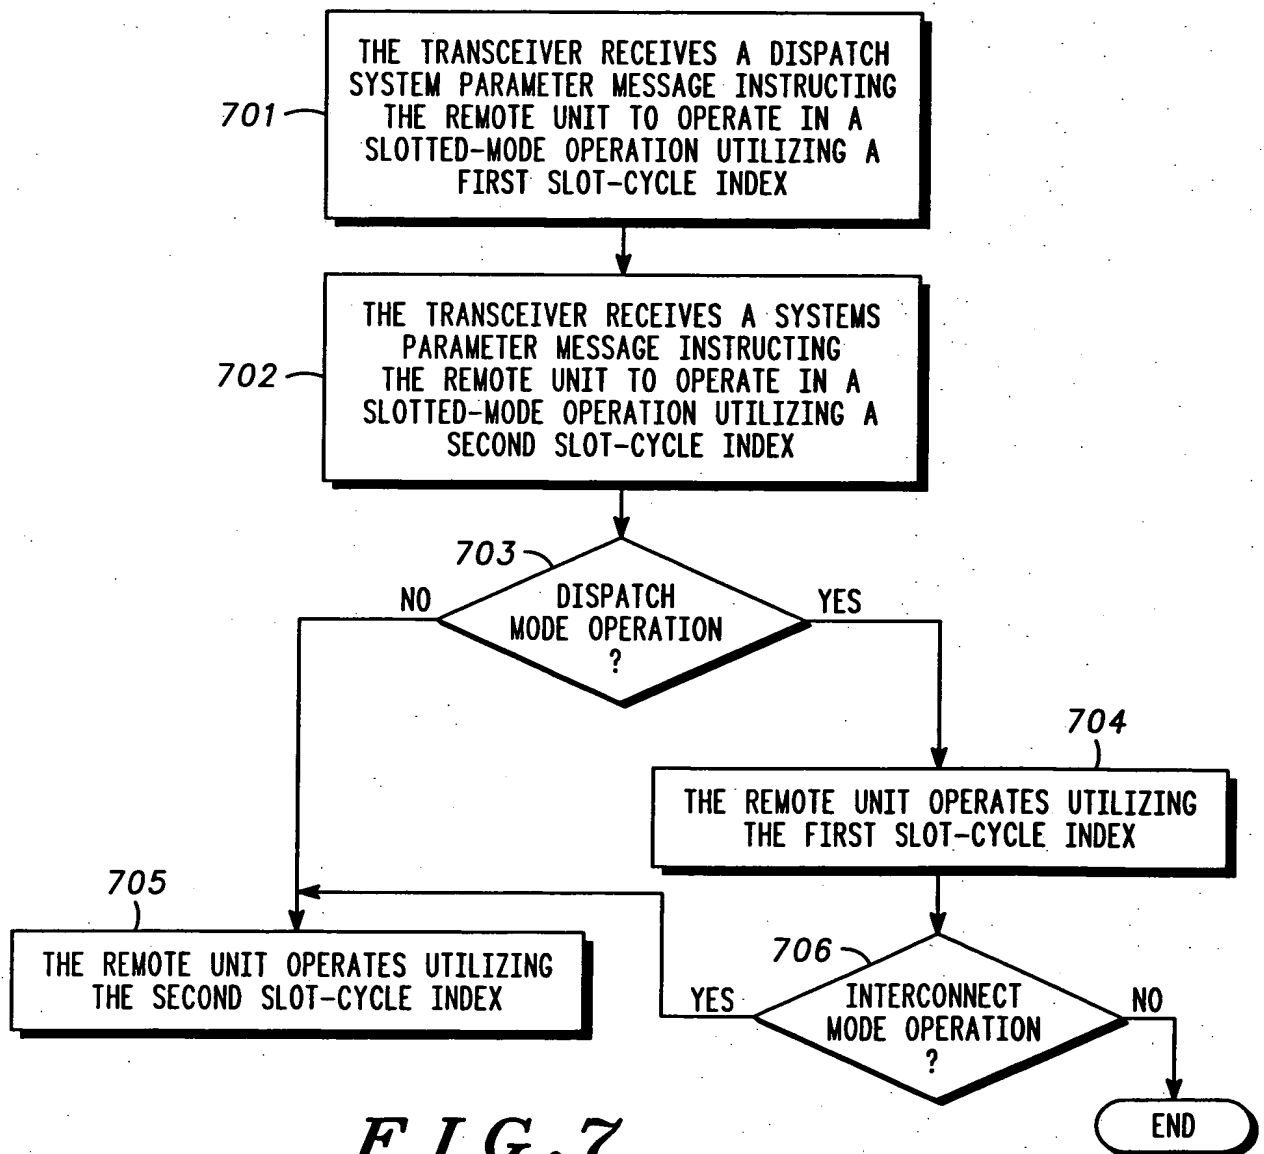 THE TRANSCEIVER RECEIVES A DISPATCH
SYSTEM PARAMETER MESSAGE INSTRUCTING
THE REMOTE UNIT TO OPERATE IN A
SLOTTED-MODE OPERATION UTILIZING A
FIRST SLOT-CYCLE INDEX
701
THE TRANSCEIVER RECEIVES A SYSTEMS
PARAMETER MESSAGE INSTRUCTING
THE REMOTE UNIT TO OPERATE IN A
SLOTTED-MODE OPERATION UTILIZING A
SECOND SLOT-CYCLE INDEX
702
703
NO
DISPATCH
MODE OPERATION
?
YES
704
THE REMOTE UNIT OPERATES UTILIZING
THE FIRST SLOT-CYCLE INDEX
705
THE REMOTE UNIT OPERATES UTILIZING
THE SECOND SLOT-CYCLE INDEX
706
YES
INTERCONNECT
MODE OPERATION
?
NO
END
FIG.7